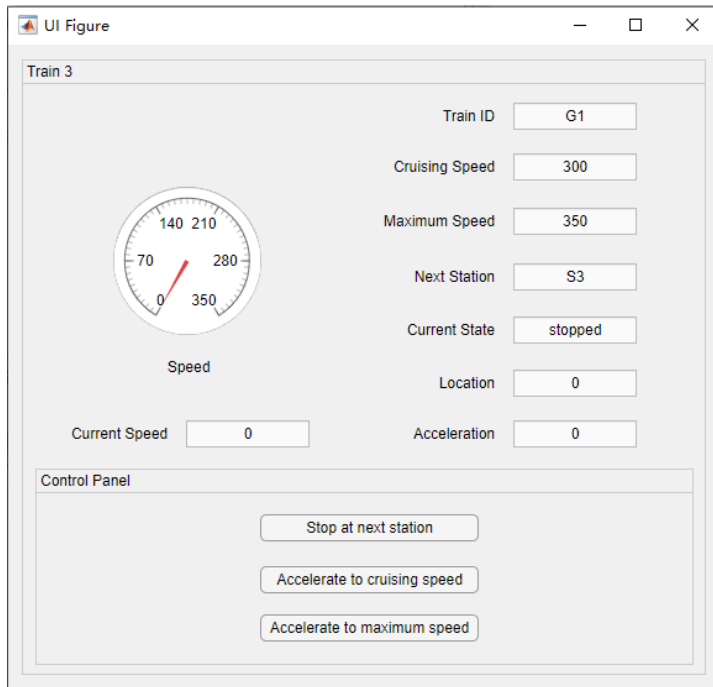 UI Figure
Train 3
Train ID G1
Cruising Speed 300
Maximum Speed 350
Next Station S3
Current State stopped
Location 0
Acceleration 0
140 210
70 280
0 350
Speed
Current Speed 0
Control Panel
Stop at next station
Accelerate to cruising speed
Accelerate to maximum speed